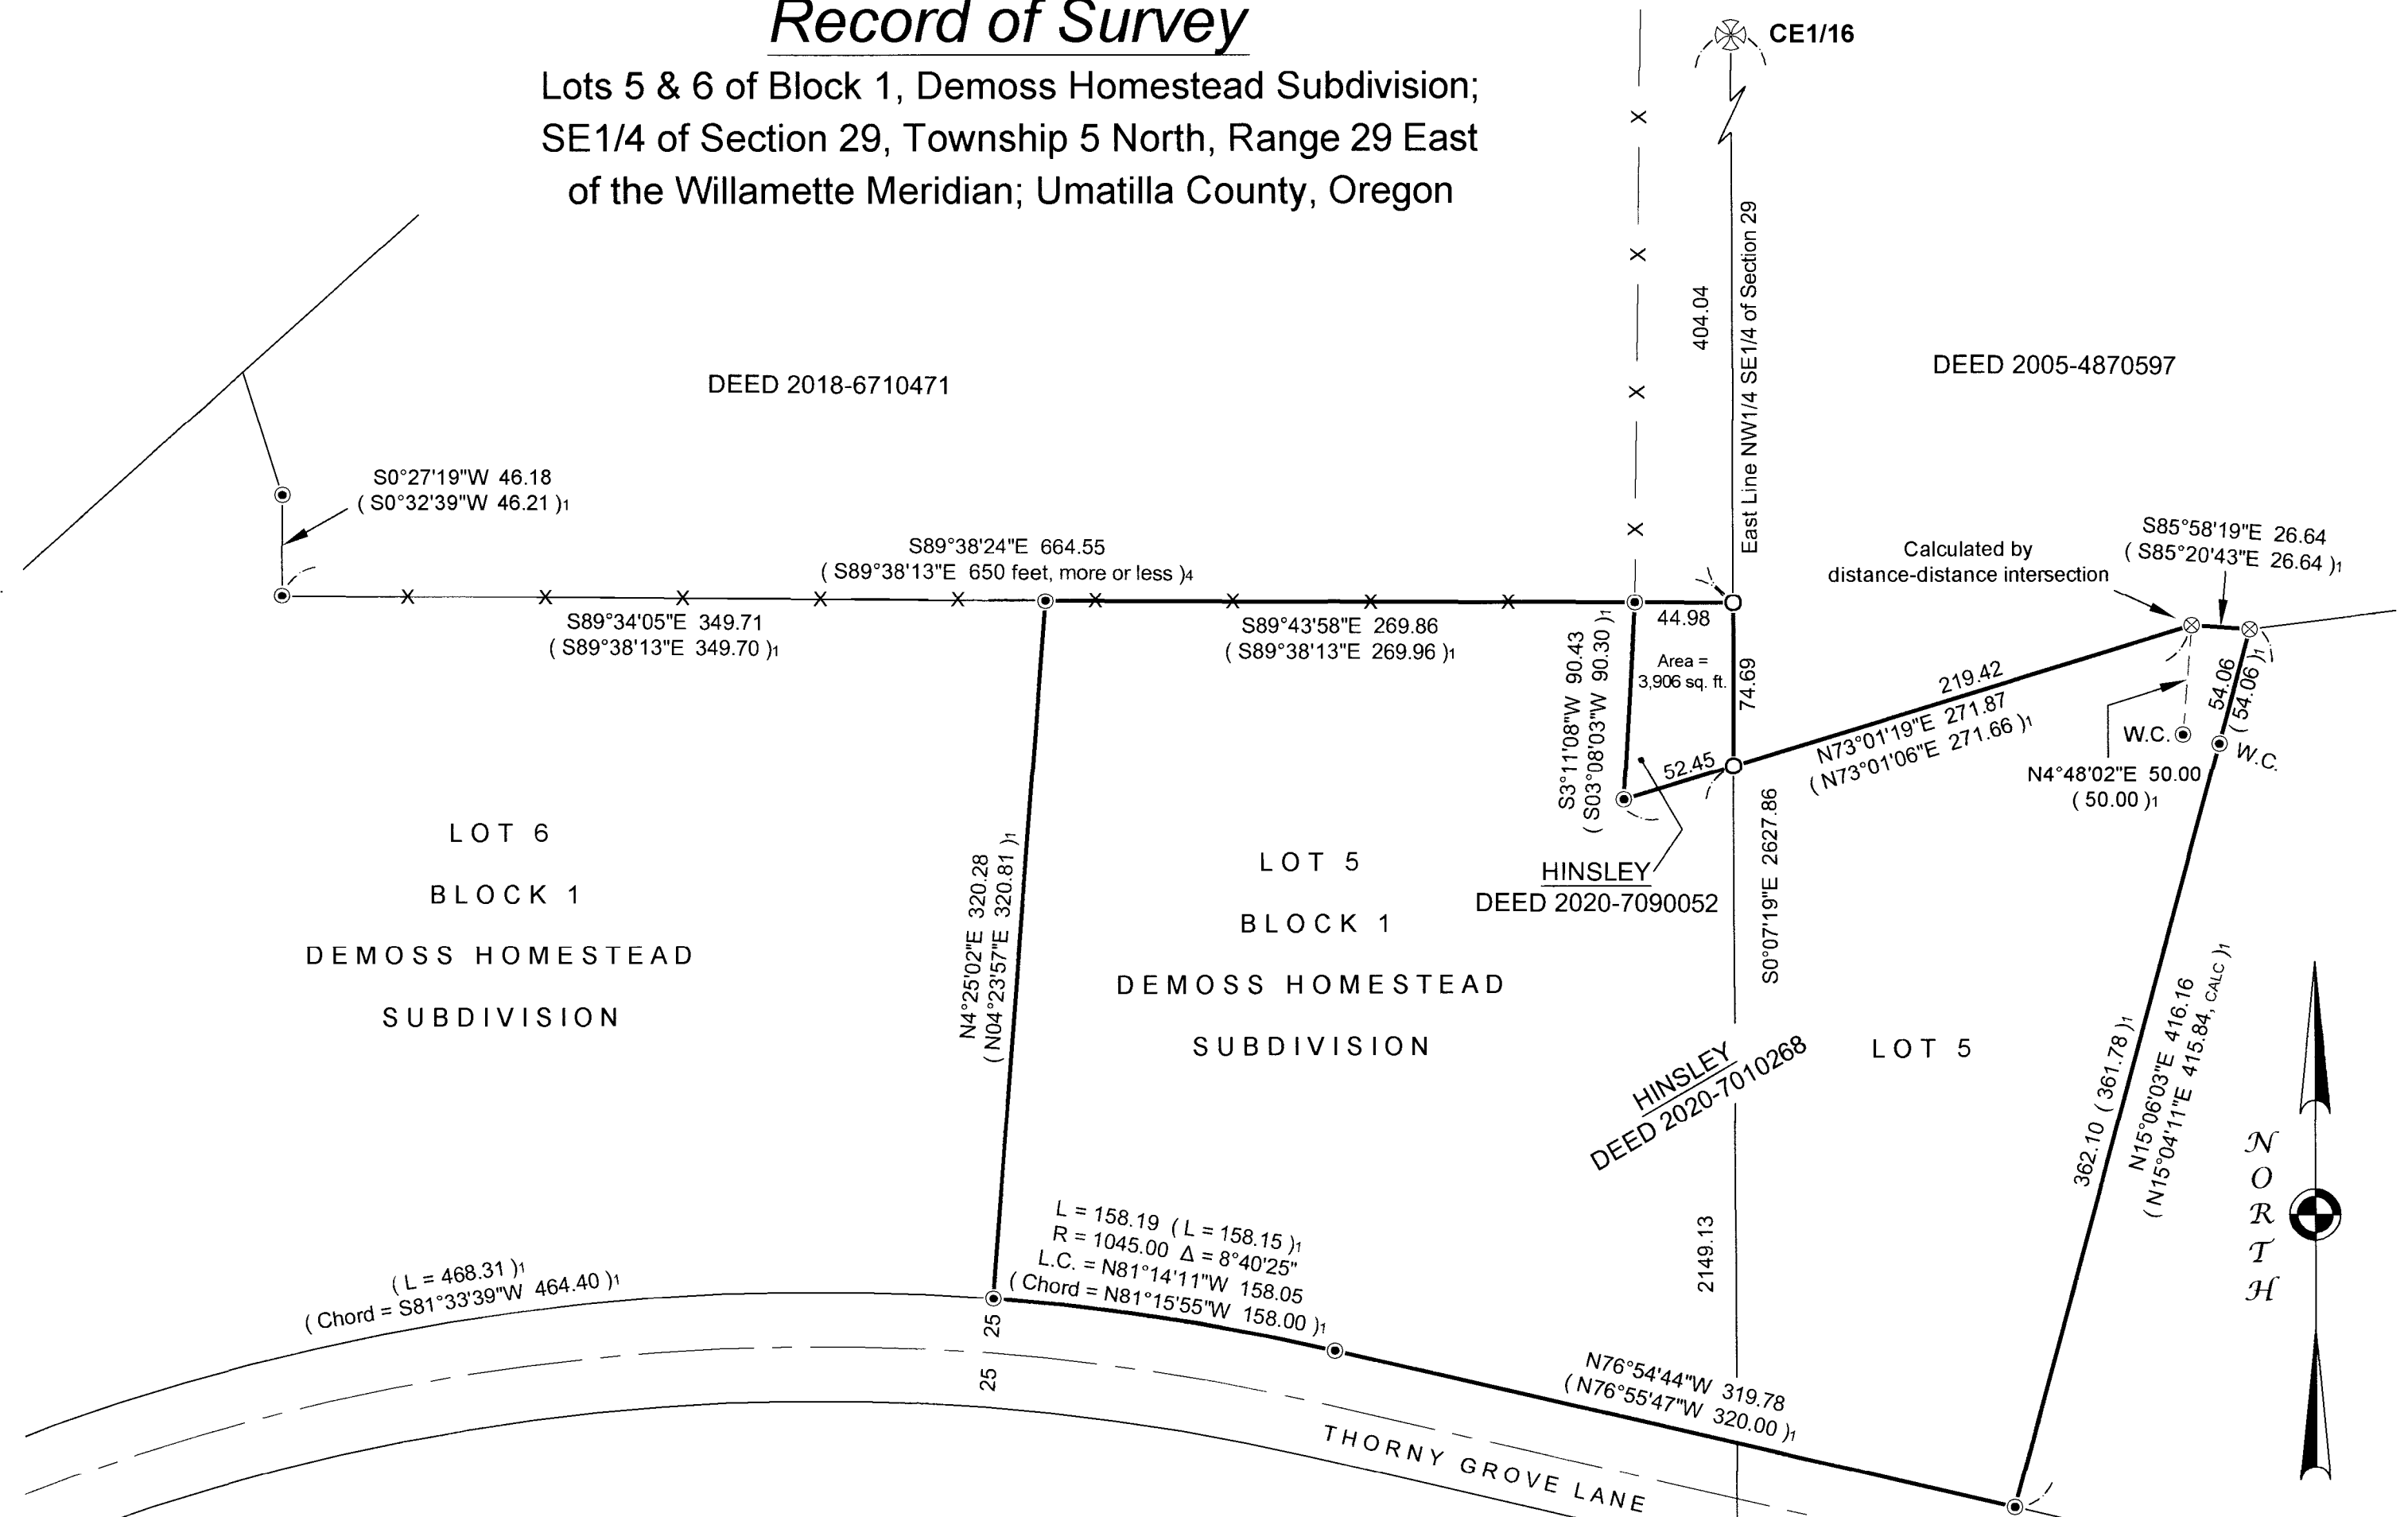 Record of Survey
Lots 5 & 6 of Block 1, Demoss Homestead Subdivision;
SE1/4 of Section 29, Township 5 North, Range 29 East
of the Willamette Meridian; Umatilla County, Oregon
CE1/16
East Line NW1/4 SE1/4 of Section 29
404.04
DEED 2018-6710471
DEED 2005-4870597
S0°27'19"W 46.18
( S0°32'39"W 46.21 )1
S89°38'24"E 664.55
( S89°38'13"E 650 feet, more or less )4
S89°34'05"E 349.71
( S89°38'13"E 349.70 )1
S89°43'58"E 269.86
( S89°38'13"E 269.96 )1
44.98
Area =
3,906 sq. ft.
74.69
S3°11'08"W 90.43
( S03°08'03"W 90.30 )1
52.45
Calculated by
distance-distance intersection
S85°58'19"E 26.64
( S85°20'43"E 26.64 )1
219.42
N73°01'19"E 271.87
( N73°01'06"E 271.66 )1
54.06
( 54.06 )1
W.C.
W.C.
N4°48'02"E 50.00
( 50.00 )1
HINSLEY
DEED 2020-7090052
S0°07'19"E 2627.86
LOT 6
BLOCK 1
DEMOSS HOMESTEAD
SUBDIVISION
N4°25'02"E 320.28
( N04°23'57"E 320.81 )1
LOT 5
BLOCK 1
DEMOSS HOMESTEAD
SUBDIVISION
HINSLEY
DEED 2020-7010268
LOT 5
362.10 ( 361.78 )1
N15°06'03"E 416.16
( N15°04'11"E 415.84, CALC )1
NORTH
2149.13
( L = 468.31 )1
( Chord = S81°33'39"W 464.40 )1
L = 158.19 ( L = 158.15 )1
R = 1045.00 Δ = 8°40'25"
L.C. = N81°14'11"W 158.05
( Chord = N81°15'55"W 158.00 )1
25
25
N76°54'44"W 319.78
( N76°55'47"W 320.00 )1
THORNY GROVE LANE